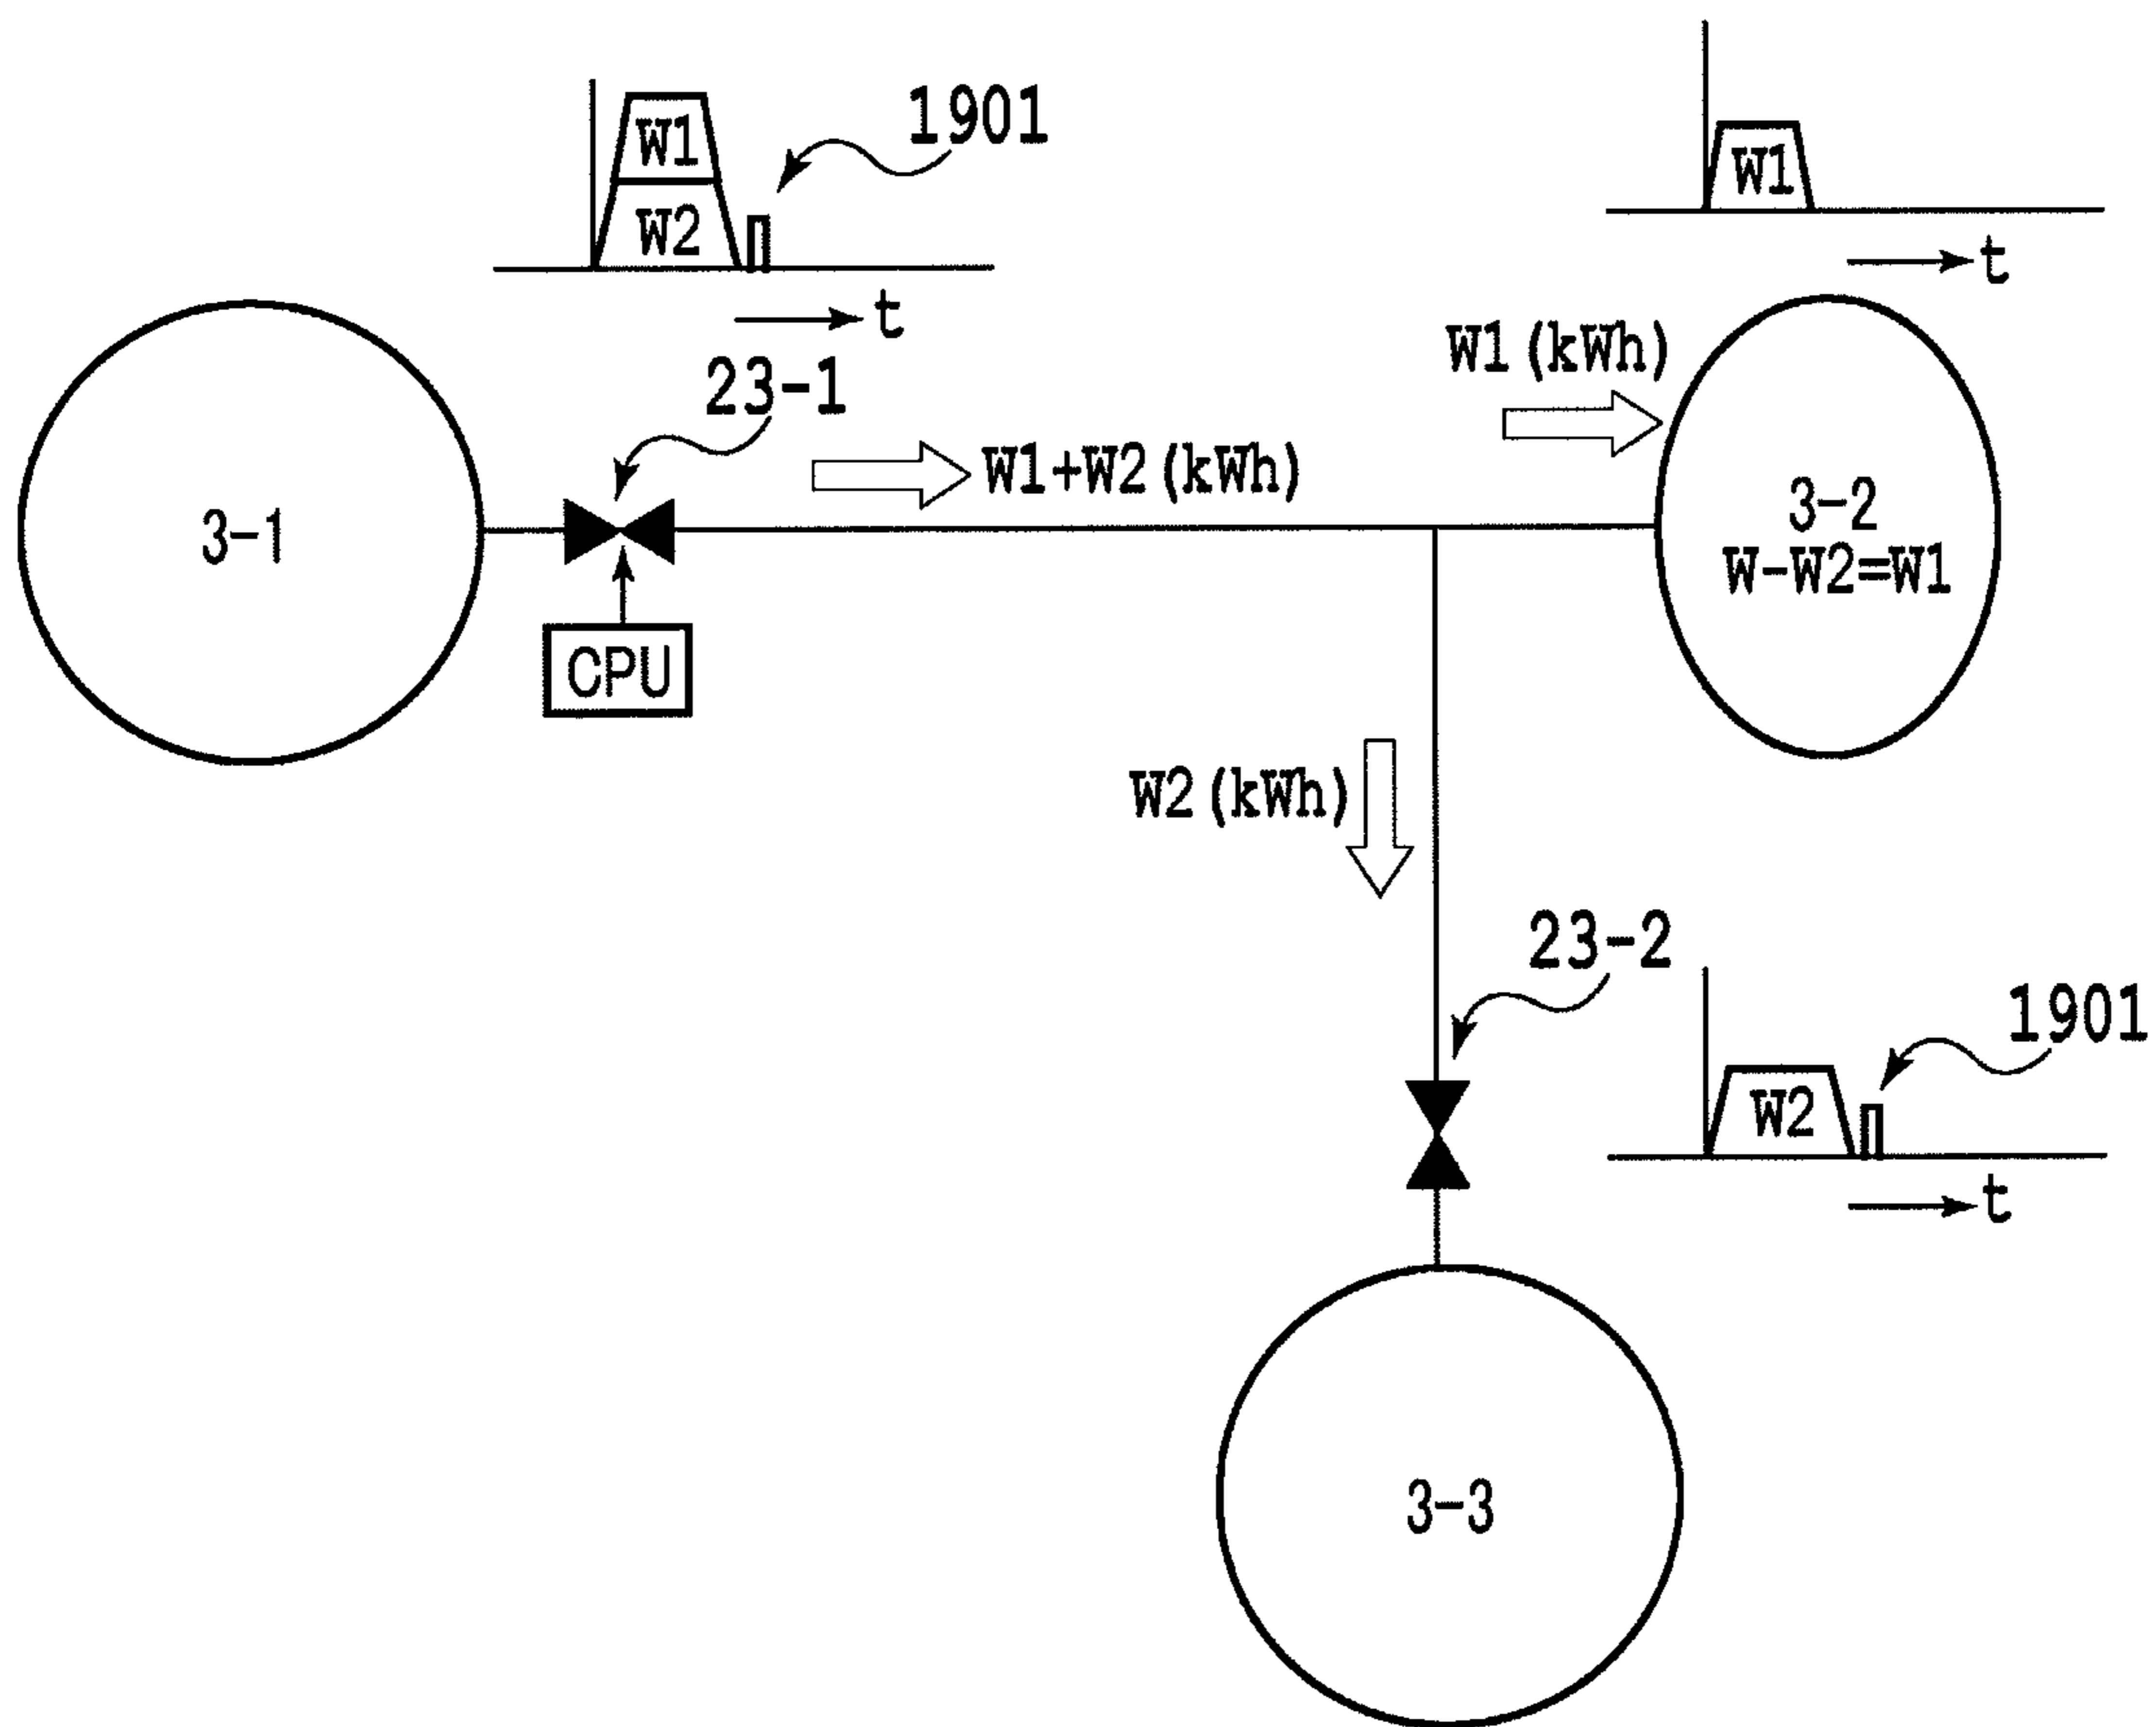 W1
W2
1901
t
W1
t
23-1
W1+W2(kWh)
W1(kWh)
3-1
3-2
W-W2=W1
CPU
W2(kWh)
23-2
W2
1901
t
3-3